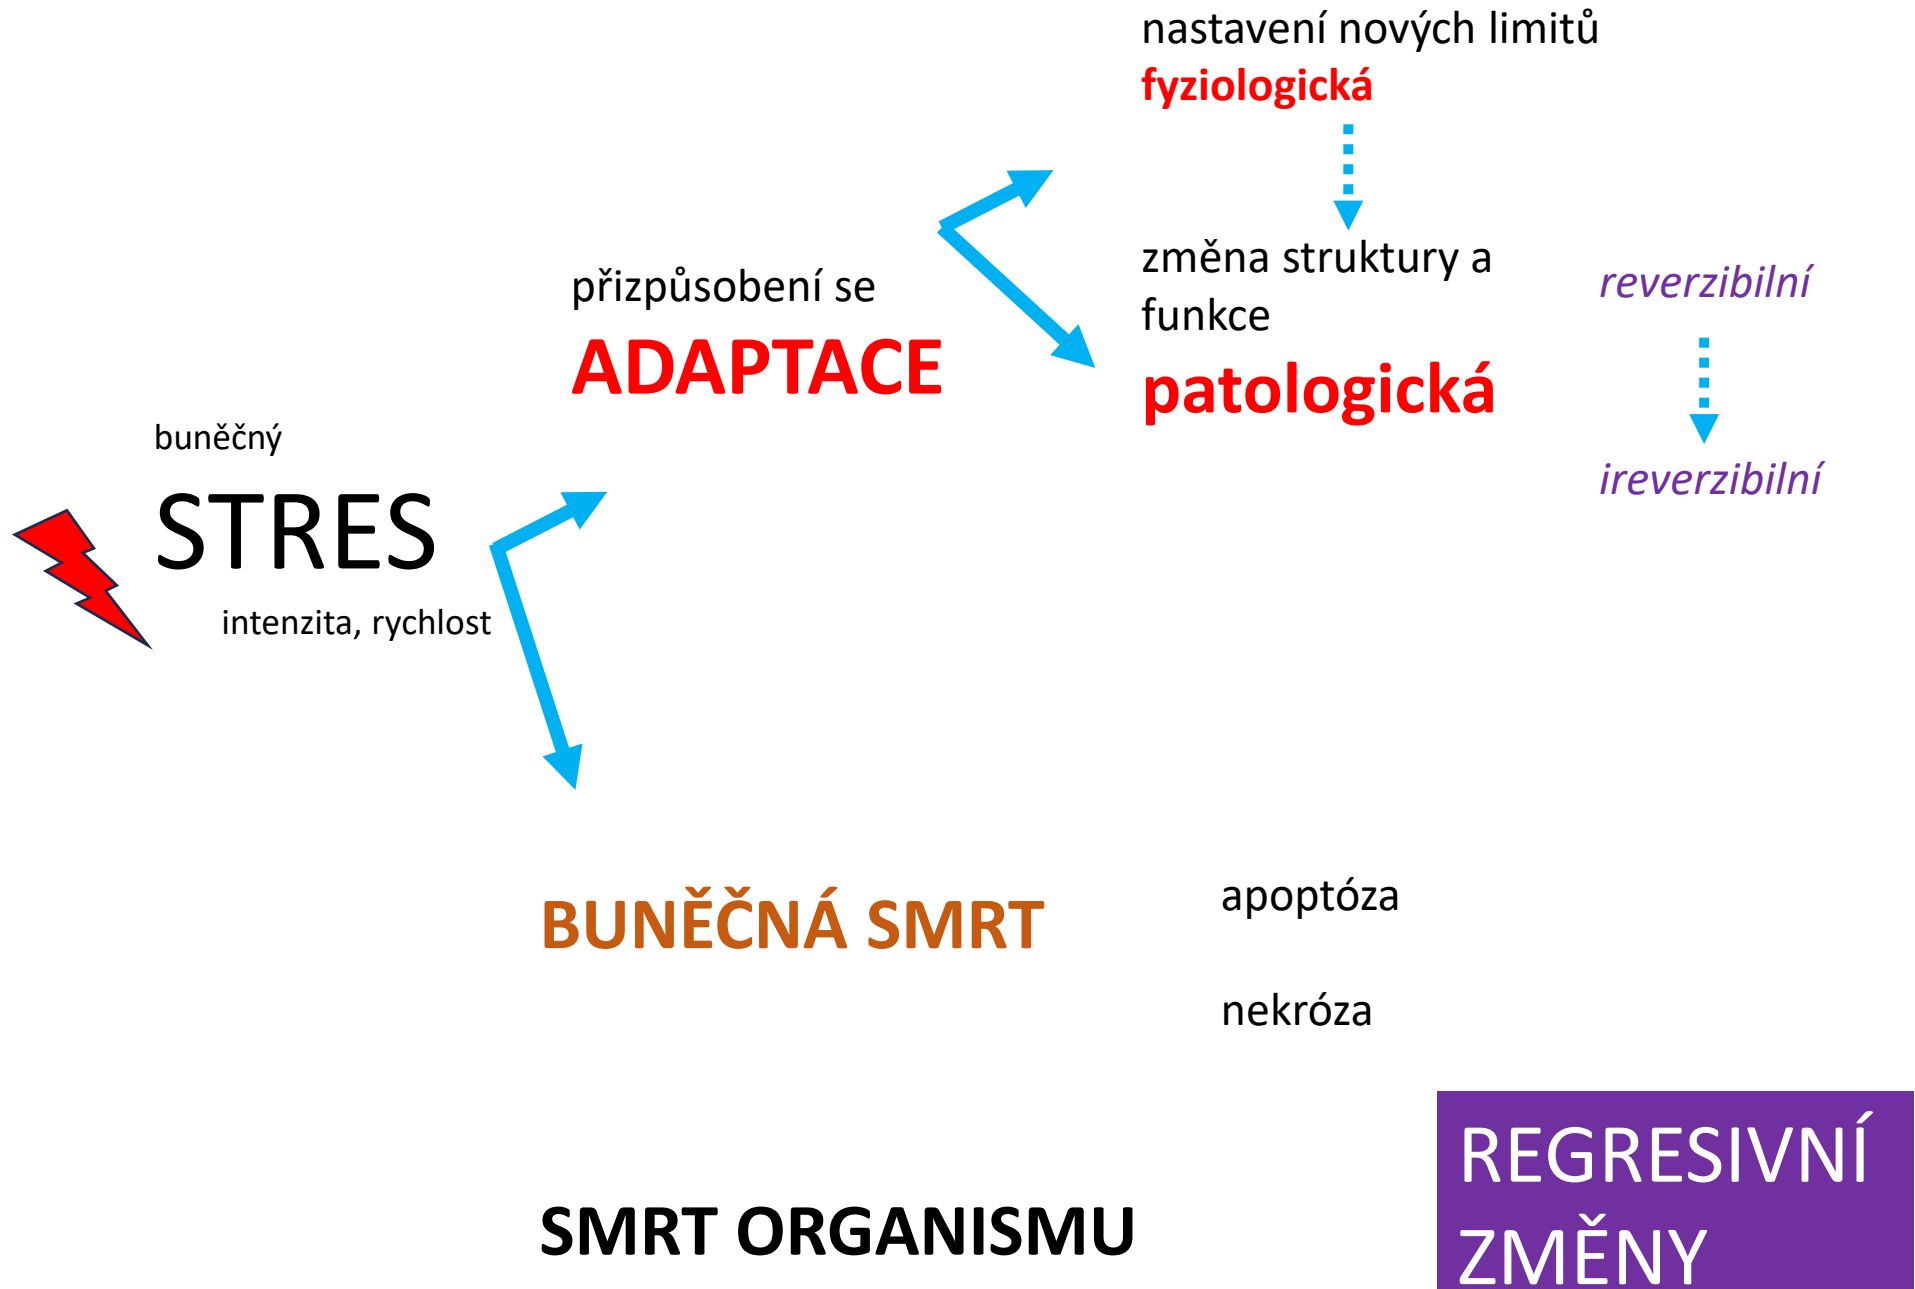 nastavení nových limitů
fyziologická
změna struktury a
funkce
patologická
reverzibilní
ireverzibilní
přizpůsobení se
ADAPTACE
buněčný
STRES
intenzita, rychlost
BUNĚČNÁ SMRT
apoptóza
nekróza
SMRT ORGANISMU
REGRESIVNÍ
ZMĚNY